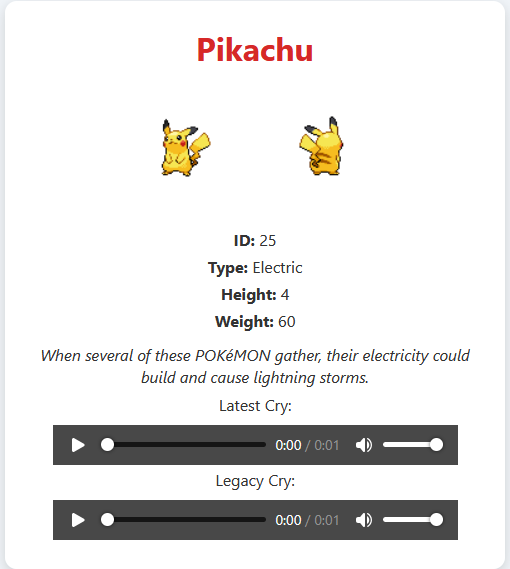 Pikachu
ID: 25
Type: Electric
Height: 4
Weight: 60
When several of these POKéMON gather, their electricity could
build and cause lightning storms.
Latest Cry:
0:00 / 0:01
Legacy Cry:
0:00 / 0:01